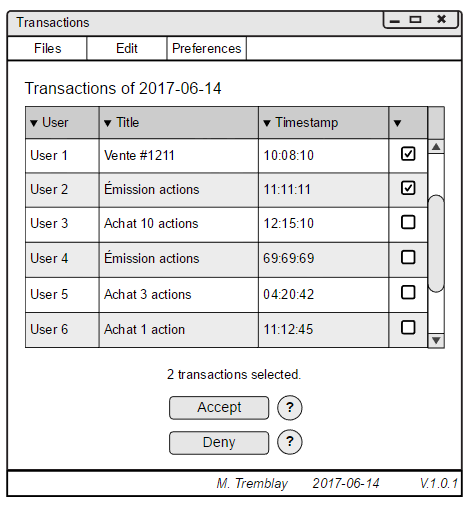 Transactions
Files Edit Preferences
Transactions of 2017-06-14
User Title Timestamp
User 1 Vente #1211 10:08:10
User 2 Émission actions 11:11:11
User 3 Achat 10 actions 12:15:10
User 4 Émission actions 69:69:69
User 5 Achat 3 actions 04:20:42
User 6 Achat 1 action 11:12:45
2 transactions selected.
Accept ?
Deny ?
M. Tremblay 2017-06-14 V.1.0.1